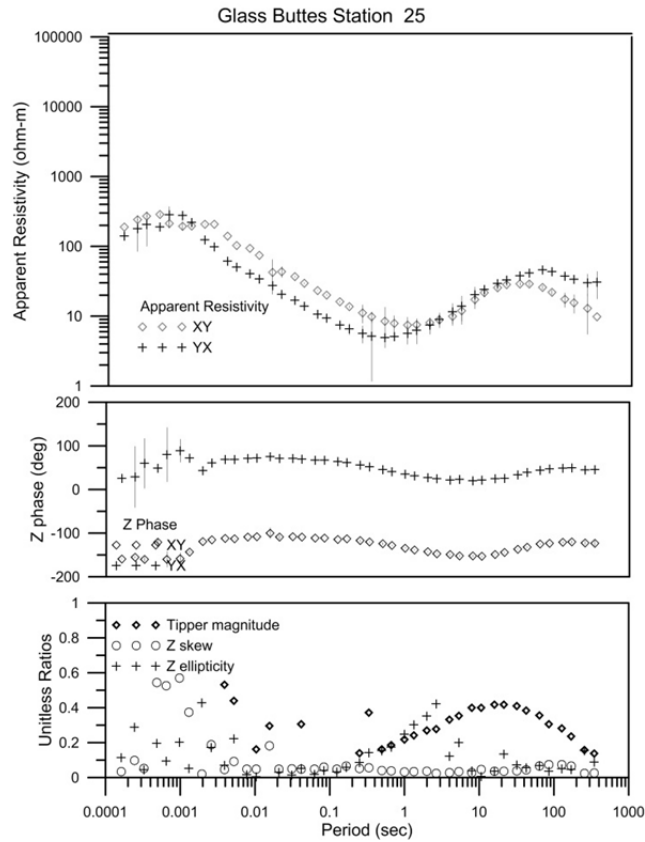 Glass Buttes Station 25
100000
10000
1000
100
10
1
Apparent Resistivity (ohm-m)
Apparent Resistivity
XY
YX
200
100
0
-100
-200
Z phase (deg)
Z Phase
XY
YX
1
0.8
0.6
0.4
0.2
0
Unitless Ratios
Tipper magnitude
Z skew
Z ellipticity
0.0001 0.001 0.01 0.1 1 10 100 1000
Period (sec)